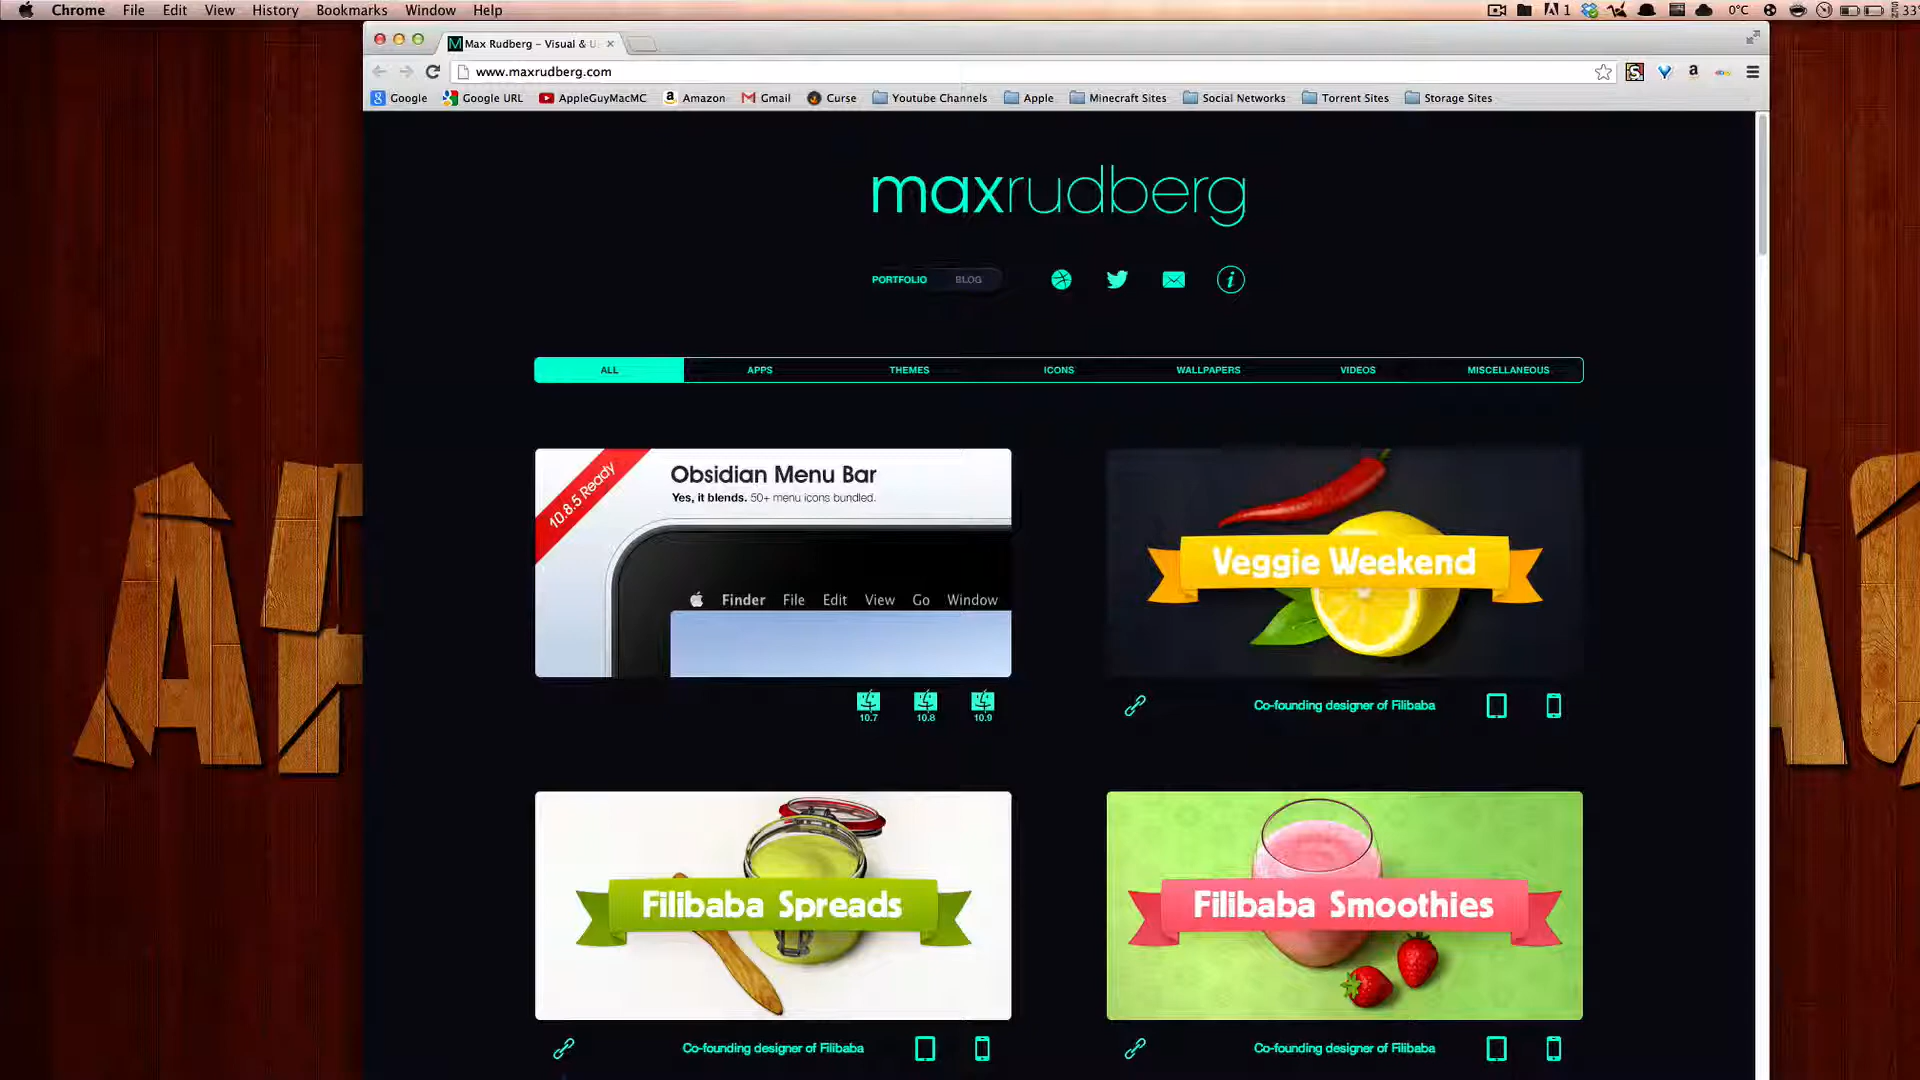 Chrome File Edit View History Bookmarks Window Help
1 0°C 33
Max Rudberg – Visual & U
www.maxrudberg.com
Google Google URL AppleGuyMacMC Amazon Gmail Curse Youtube Channels Apple Minecraft Sites Social Networks Torrent Sites Storage Sites
maxrudberg
PORTFOLIO BLOG
ALL APPS THEMES ICONS WALLPAPERS VIDEOS MISCELLANEOUS
10.8.5 Ready
Obsidian Menu Bar
Yes, it blends. 50+ menu icons bundled.
Finder File Edit View Go Window
10.7 10.8 10.9
Veggie Weekend
Co-founding designer of Filibaba
Filibaba Spreads
Co-founding designer of Filibaba
Filibaba Smoothies
Co-founding designer of Filibaba